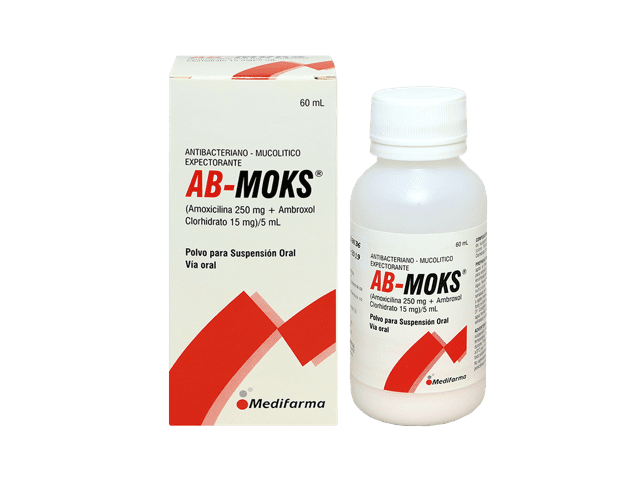 60 mL
ANTIBACTERIANO - MUCOLITICO
EXPECTORANTE
AB-MOKS®
(Amoxicilina 250 mg + Ambroxol
Clorhidrato 15 mg)/5 mL
Polvo para Suspensión Oral
Vía oral
Medifarma
60 mL
ANTIBACTERIANO - MUCOLITICO
EXPECTORANTE
AB-MOKS®
(Amoxicilina 250 mg + Ambroxol
Clorhidrato 15 mg)/5 mL
Polvo para Suspensión Oral
Vía oral
Medifarma